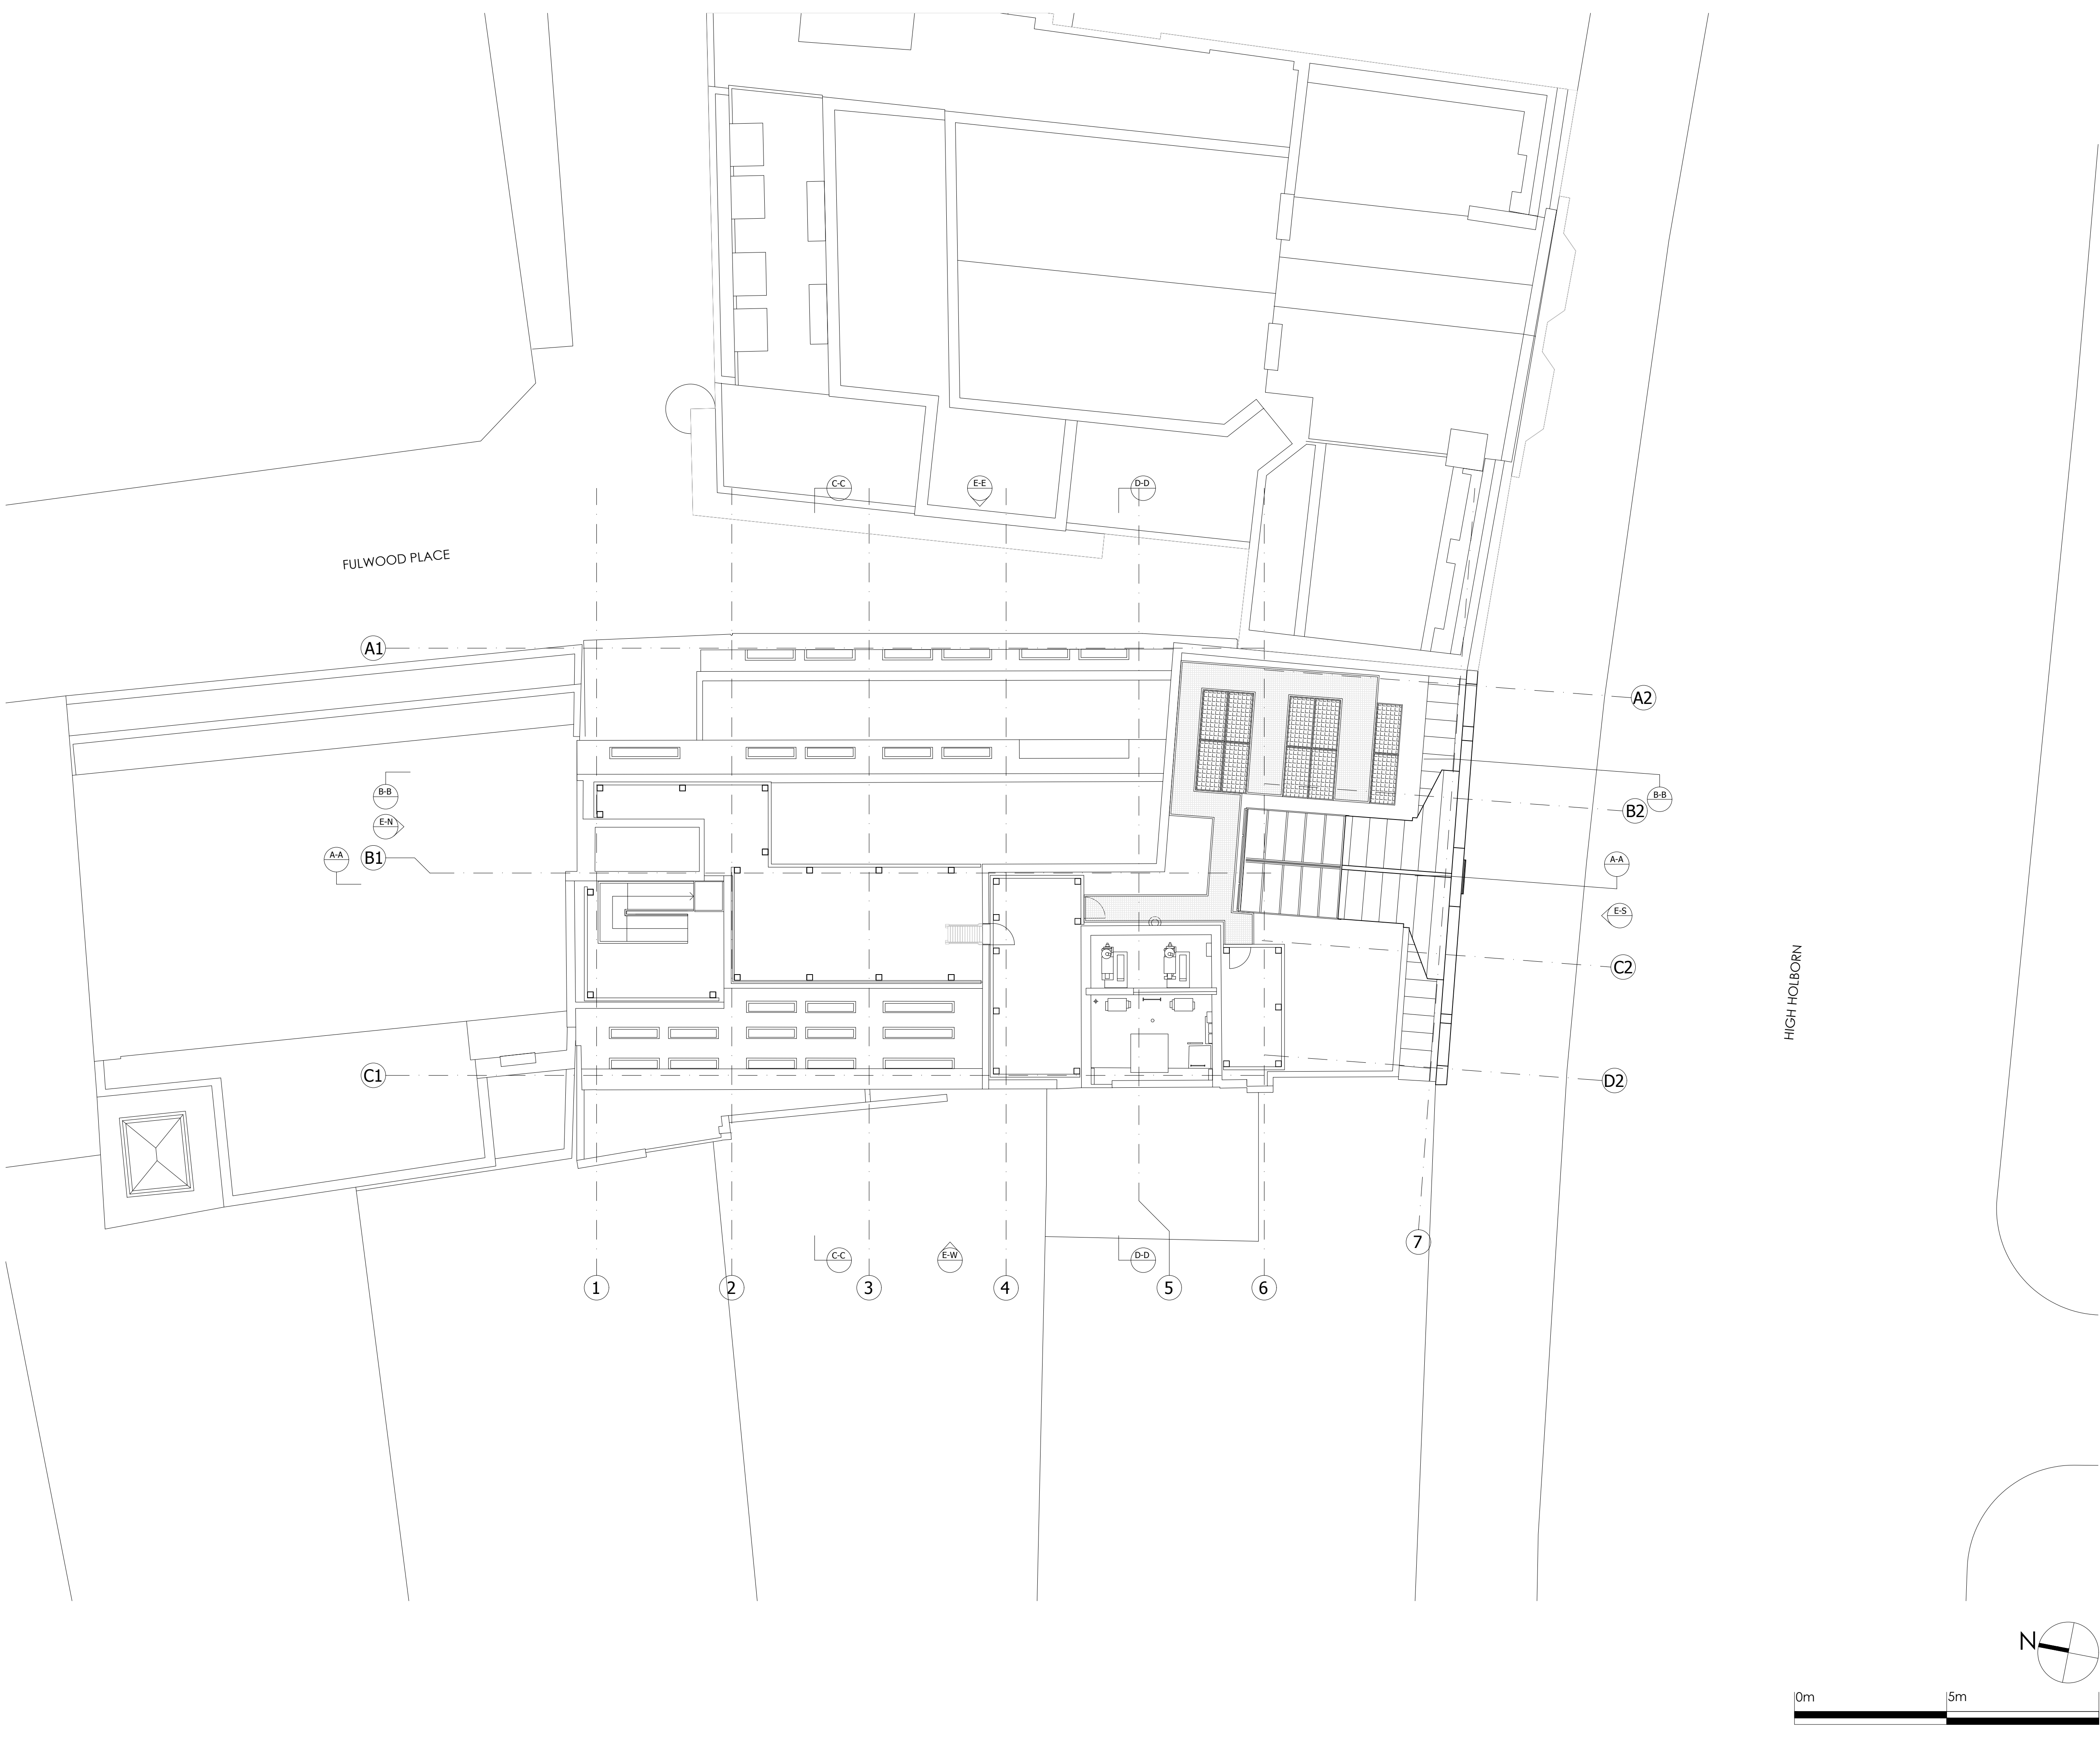 C-C
E-E
D-D
FULWOOD PLACE
A1
A2
B-B
B-B
B2
E-N
A-A
B1
A-A
E-S
C2
HIGH HOLBORN
C1
D2
7
C-C
E-W
D-D
1
2
3
4
5
6
N
0m
5m